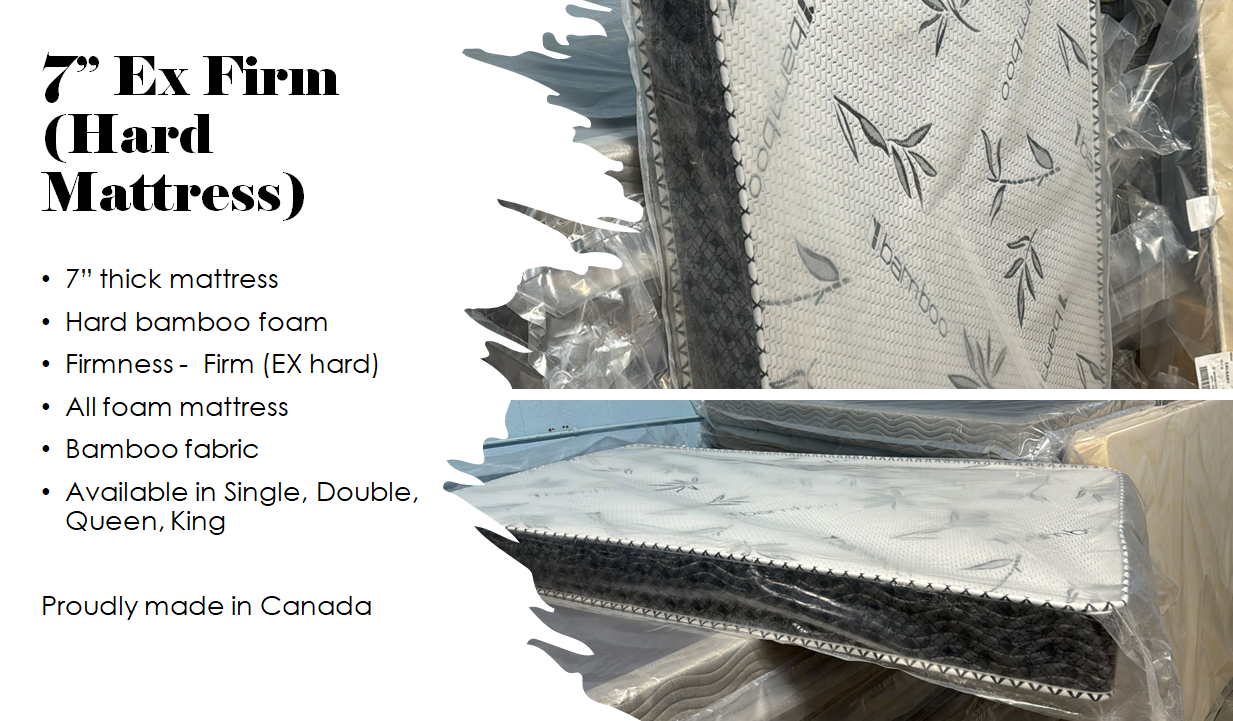 7” Ex Firm
(Hard
Mattress)
• 7” thick mattress
• Hard bamboo foam
• Firmness - Firm (EX hard)
• All foam mattress
• Bamboo fabric
• Available in Single, Double,
Queen, King
Proudly made in Canada
bamboo
bamboo
bamboo